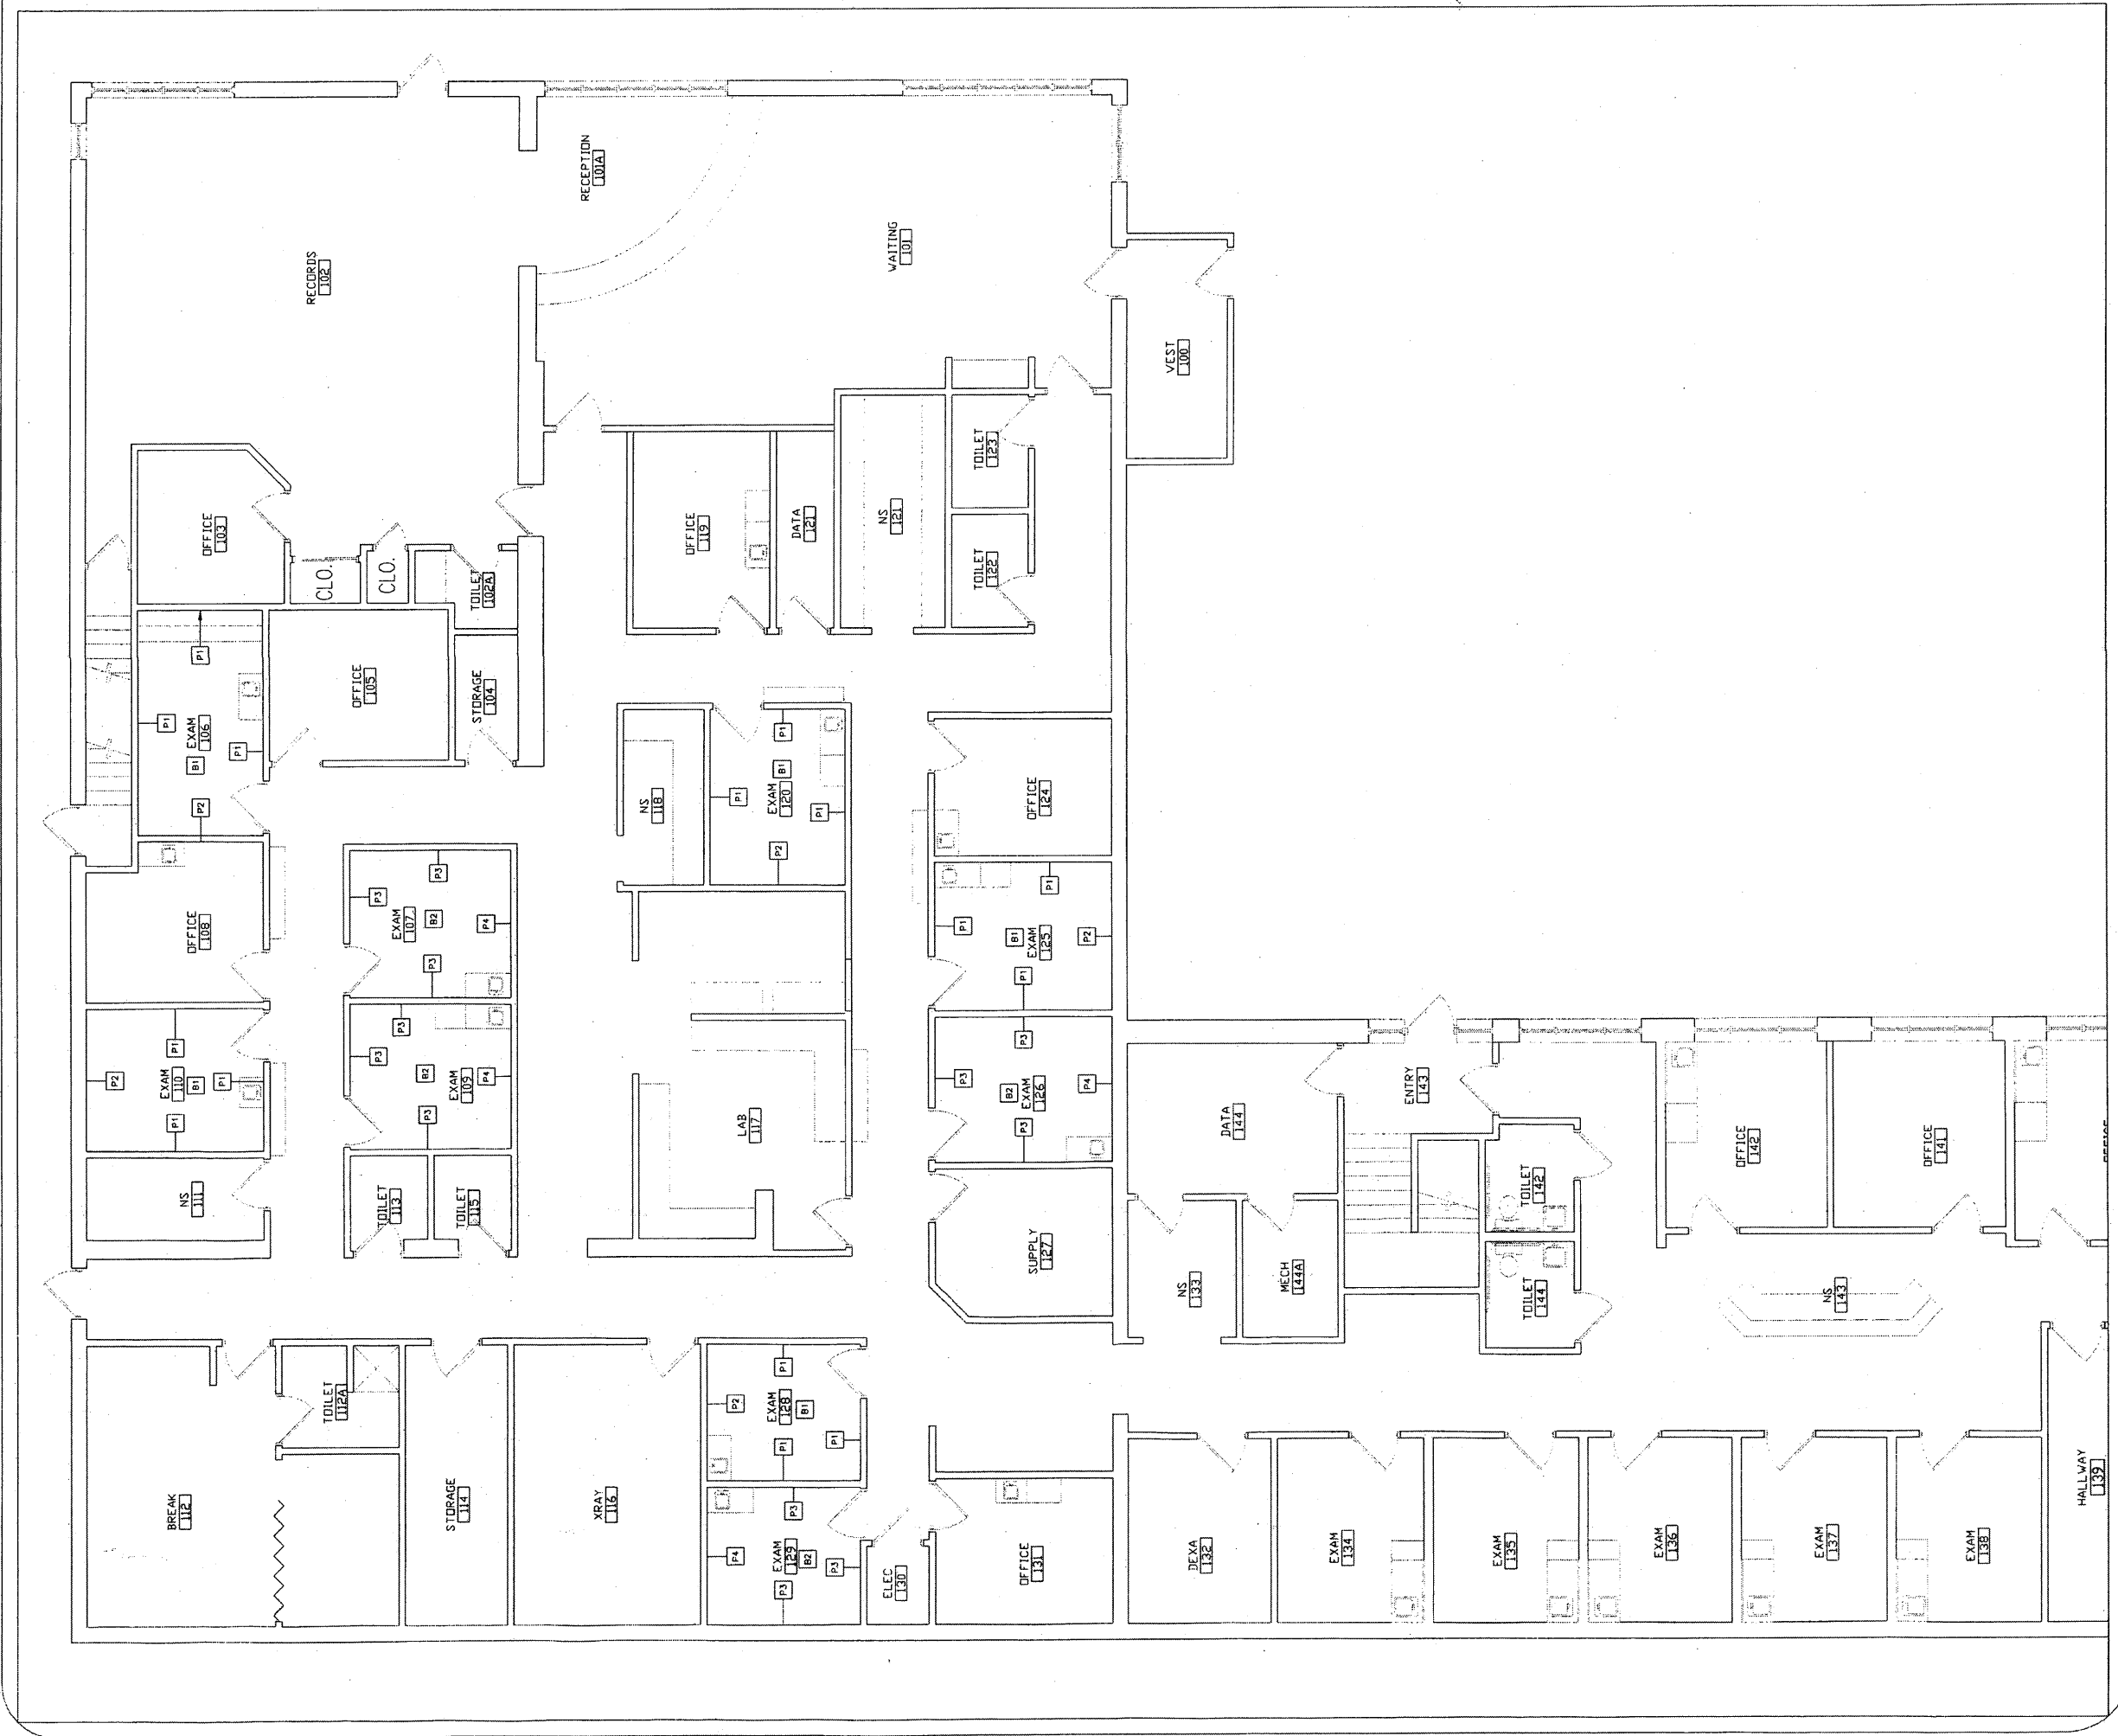 RECORDS
102
RECEPTION
101A
WAITING
101
VEST
100
OFFICE
103
CLO.
CLO.
TOILET
102A
OFFICE
119
DATA
121
NS
121
TOILET
123
TOILET
122
P1
P1
EXAM
106
P1
B1
P2
OFFICE
105
STORAGE
104
NS
118
P1
B1
P1
EXAM
120
P1
P2
OFFICE
124
OFFICE
108
P3
P3
EXAM
107
B2
P4
P3
P1
P1
B1
EXAM
125
P2
P1
P1
P2
EXAM
110
B1
P1
P1
P3
P3
B2
EXAM
109
P4
P3
LAB
117
P3
P3
B2
EXAM
126
P4
P3
NS
111
TOILET
113
TOILET
115
SUPPLY
127
DATA
144
ENTRY
143
NS
133
MECH
144A
TOILET
142
TOILET
144
OFFICE
142
OFFICE
141
OFFICE
NS
143
BREAK
112
TOILET
112A
STORAGE
114
XRAY
116
P1
P2
EXAM
128
B1
P1
P1
P3
P4
EXAM
129
B2
P3
P3
ELEC
130
OFFICE
131
DEXA
132
EXAM
134
EXAM
135
EXAM
136
EXAM
137
EXAM
138
HALLWAY
139